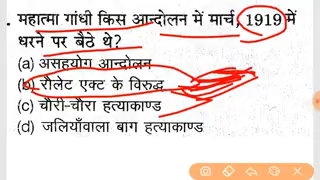 . महात्मा गांधी किस आन्दोलन में मार्च, 1919 में
धरने पर बैठे थे?
(a) असहयोग आन्दोलन
(b) रौलेट एक्ट के विरुद्ध
(c) चौरी-चौरा हत्याकाण्ड
(d) जलियाँवाला बाग हत्याकाण्ड